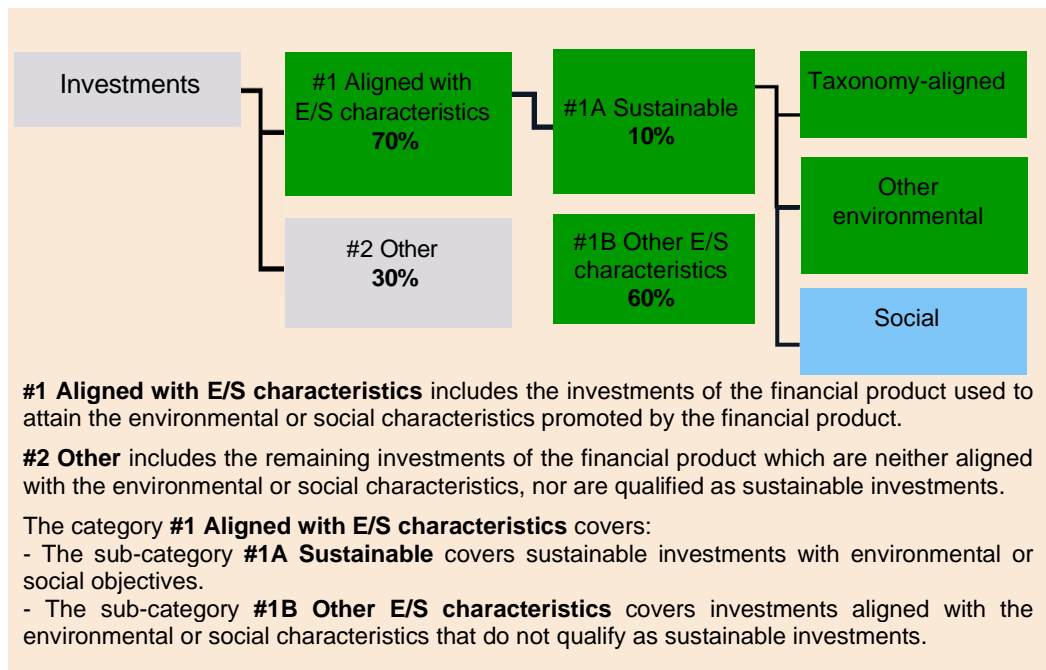 Investments
#1 Aligned with
E/S characteristics
70%
#2 Other
30%
#1A Sustainable
10%
#1B Other E/S
characteristics
60%
Taxonomy-aligned
Other
environmental
Social
#1 Aligned with E/S characteristics includes the investments of the financial product used to
attain the environmental or social characteristics promoted by the financial product.
#2 Other includes the remaining investments of the financial product which are neither aligned
with the environmental or social characteristics, nor are qualified as sustainable investments.
The category #1 Aligned with E/S characteristics covers:
- The sub-category #1A Sustainable covers sustainable investments with environmental or
social objectives.
- The sub-category #1B Other E/S characteristics covers investments aligned with the
environmental or social characteristics that do not qualify as sustainable investments.